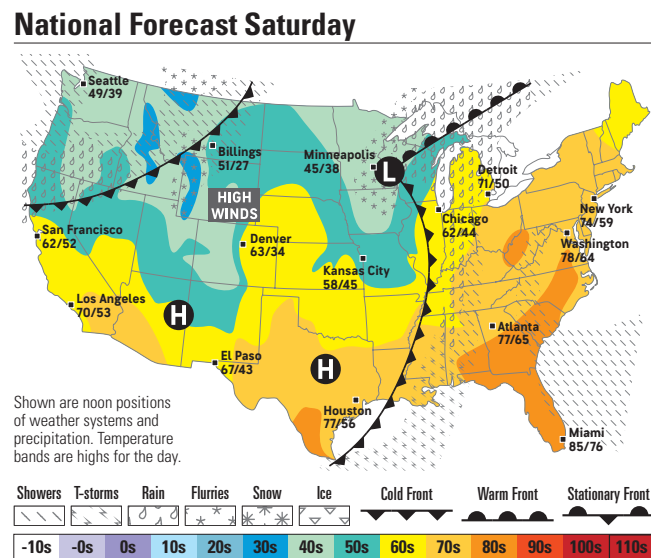 National Forecast Saturday
Seattle
49/39
Billings
51/27
Minneapolis
45/38
L
Detroit
71/50
HIGH
WINDS
New York
74/59
Chicago
62/44
San Francisco
62/52
Denver
63/34
Washington
78/64
Kansas City
58/45
Los Angeles
70/53
H
Atlanta
77/65
El Paso
67/43
H
Houston
77/56
Miami
85/76
Shown are noon positions
of weather systems and
precipitation. Temperature
bands are highs for the day.
Showers T-storms Rain Flurries Snow Ice Cold Front Warm Front Stationary Front
-10s -0s 0s 10s 20s 30s 40s 50s 60s 70s 80s 90s 100s 110s